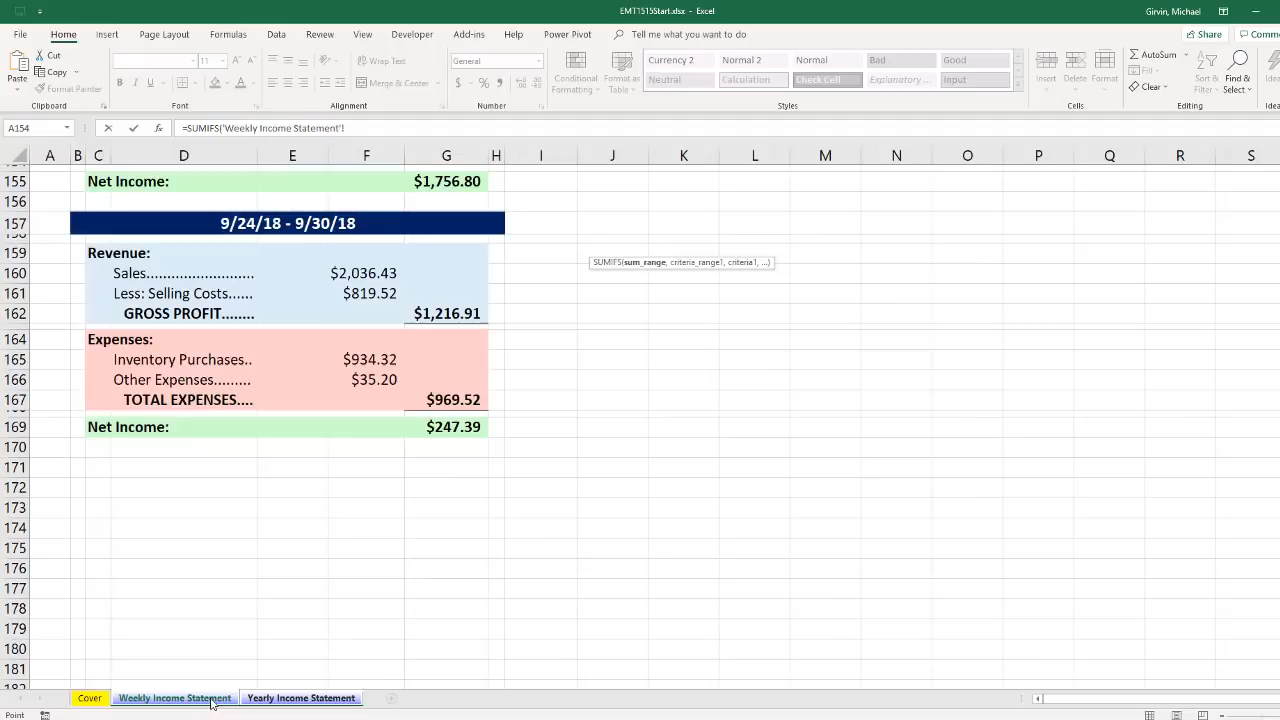 EMT1515Start.xlsx - Excel
Girvin, Michael
File Home Insert Page Layout Formulas Data Review View Developer Add-ins Help Power Pivot Tell me what you want to do Share Comm
Paste
Cut
Copy
Format Painter
Clipboard
11
B I U
Font
Wrap Text
Merge & Center
Alignment
General
$ % ,
Number
Conditional Formatting
Format as Table
Currency 2 Normal 2 Normal Bad Good
Neutral Calculation Check Cell Explanatory ... Input
Styles
Insert Delete Format
Cells
AutoSum
Fill
Clear
Sort & Filter
Find & Select
Editing
Ideas
A154 fx =SUMIFS('Weekly Income Statement'!
A B C D E F G H I J K L M N O P Q R S
155 Net Income: $1,756.80
156
157 9/24/18 - 9/30/18
159 Revenue:
SUMIFS(sum_range, criteria_range1, criteria1, ...)
160 Sales.......................... $2,036.43
161 Less: Selling Costs...... $819.52
162 GROSS PROFIT........ $1,216.91
164 Expenses:
165 Inventory Purchases.. $934.32
166 Other Expenses......... $35.20
167 TOTAL EXPENSES.... $969.52
169 Net Income: $247.39
170
171
172
173
174
175
176
177
178
179
180
181
Cover Weekly Income Statement Yearly Income Statement
Point